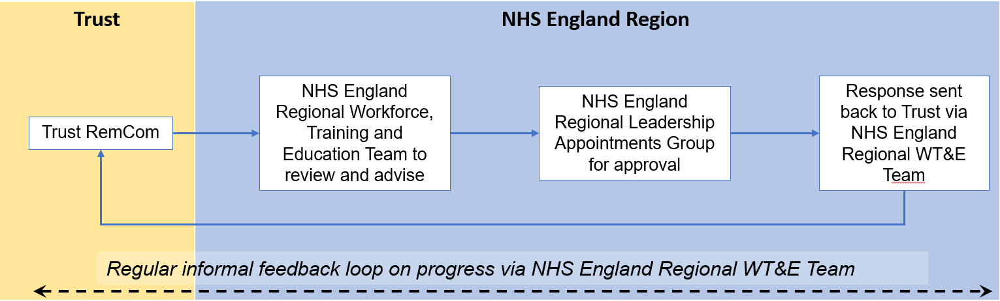 Trust
NHS England Region
Trust RemCom
NHS England
Regional Workforce,
Training and
Education Team to
review and advise
NHS England
Regional Leadership
Appointments Group
for approval
Response sent
back to Trust via
NHS England
Regional WT&E
Team
Regular informal feedback loop on progress via NHS England Regional WT&E Team